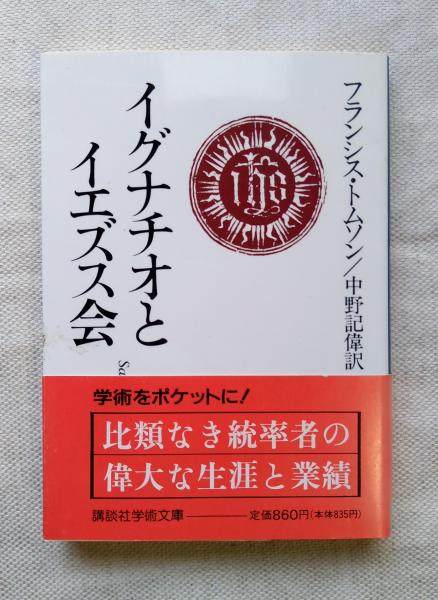 フランシス・トムソン/中野記偉訳
イグナチオと
イエズス会
ihs
Sa
学術をポケットに!
比類なき統率者の
偉大な生涯と業績
講談社学術文庫――定価860円(本体835円)